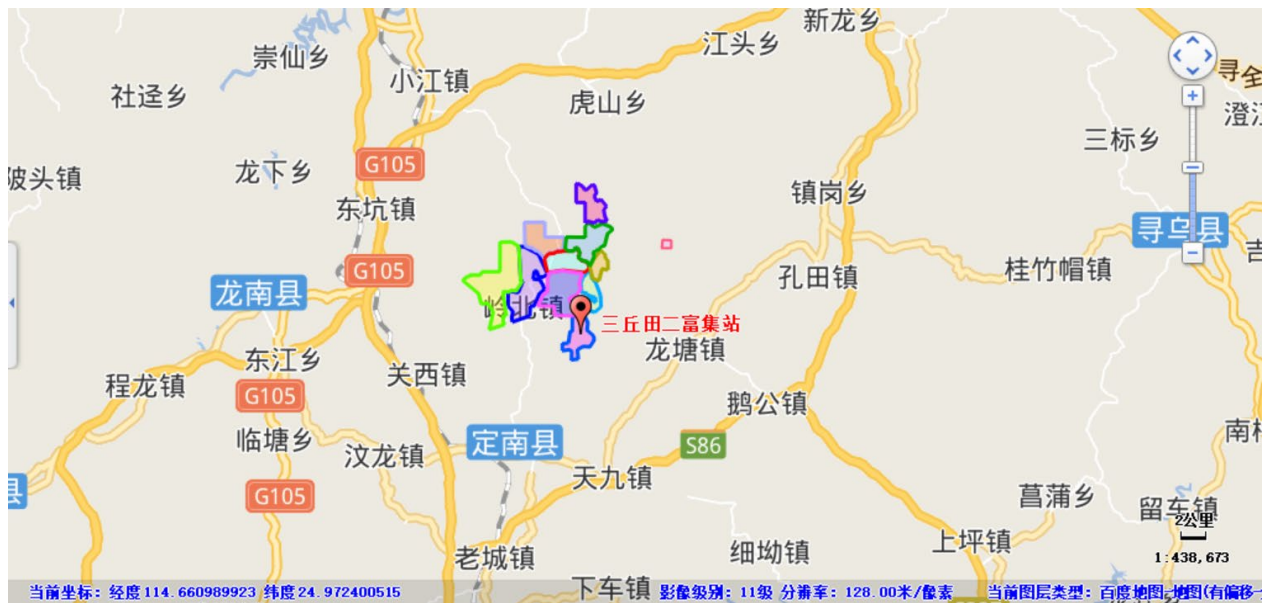 新龙乡
江头乡
崇仙乡
小江镇
寻全
社迳乡
虎山乡
澄江
三标乡
陂头镇
龙下乡
G105
东坑镇
镇岗乡
寻乌县
吉
G105
龙南县
桂竹帽镇
孔田镇
岭北镇
三丘田二富集站
龙塘镇
东江乡
程龙镇
关西镇
G105
鹅公镇
临塘乡
定南县
S86
南桥
汶龙镇
天九镇
县
G105
菖蒲乡
留车镇
2公里
老城镇
细坳镇
上坪镇
1:438,673
下车镇
当前坐标: 经度114.660989923 纬度24.972400515
影像级别: 11级 分辨率: 128.00米/像素
当前图层类型: 百度地图-地图(有偏移-